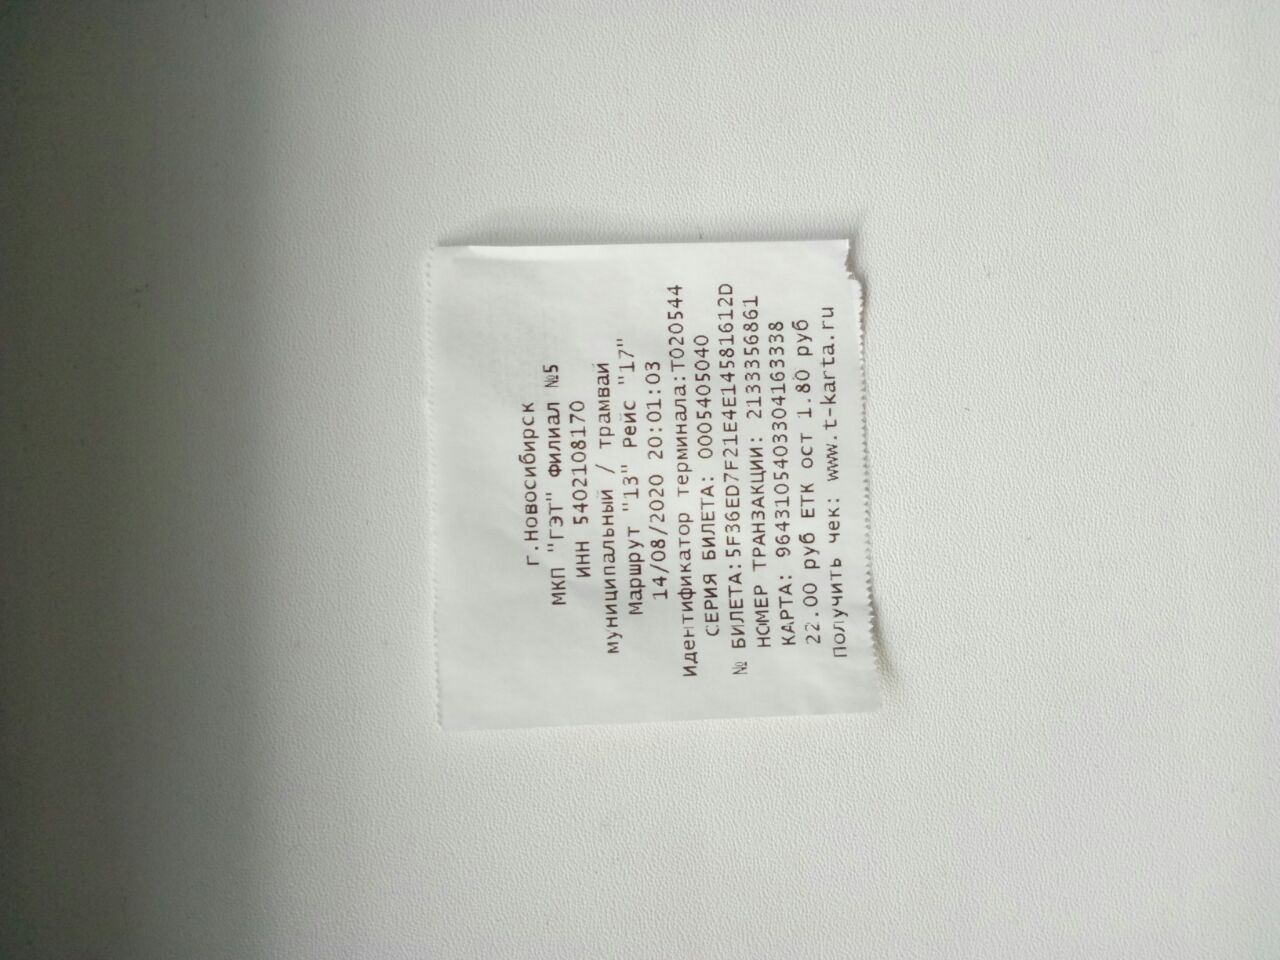 г.Новосибирск
МКП "ГЭТ" Филиал №5
ИНН 5402108170
муниципальный / трамвай
Маршрут "13" Рейс "17"
14/08/2020 20:01:03
Идентификатор терминала:T020544
СЕРИЯ БИЛЕТА: 0005405040
№ БИЛЕТА:5F36ED7F21E4E14581612D
НОМЕР ТРАНЗАКЦИИ: 2133356861
КАРТА: 96431054033041633​38
22.00 руб ЕТК ост 1.80 руб
Получить чек: www.t-karta.ru